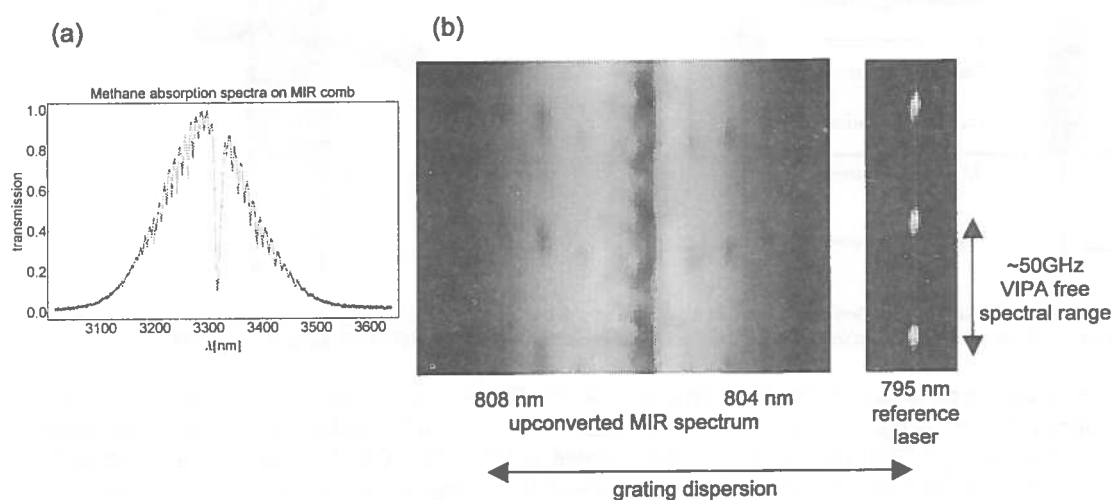 (a)
Methane absorption spectra on MIR comb
1.0
0.8
0.6
0.4
0.2
0.0
transmission
3100 3200 3300 3400 3500 3600
λ[nm]
(b)
808 nm
804 nm
upconverted MIR spectrum
795 nm
reference
laser
~50GHz
VIPA free
spectral range
grating dispersion